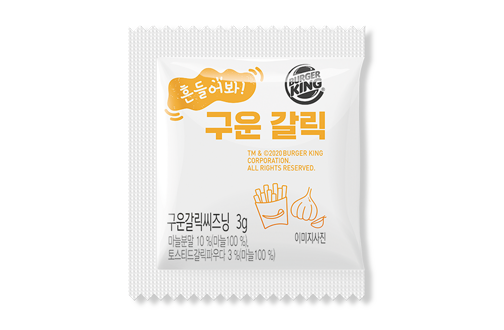 흔들어봐!
BURGER
KING
구운 갈릭
TM & ©2020 BURGER KING
CORPORATION.
ALL RIGHTS RESERVED.
구운갈릭씨즈닝 3g
이미지사진
마늘분말 10 %(마늘100 %),
토스티드갈릭파우다 3 %(마늘100 %)